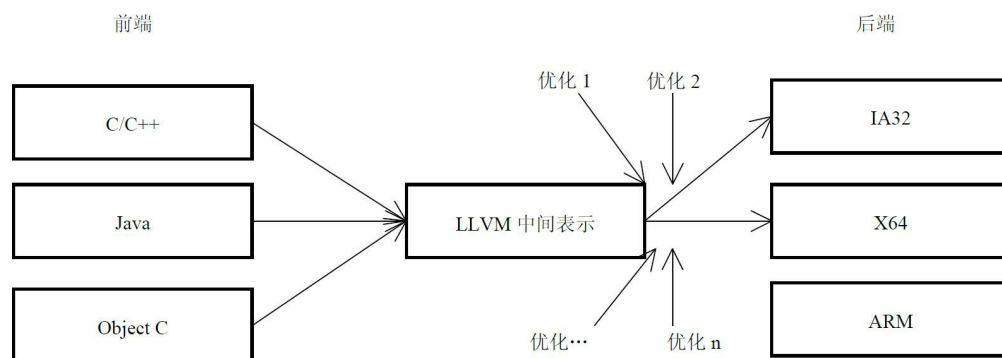 前端
后端
优化 1
优化 2
C/C++
IA32
Java
LLVM 中间表示
X64
Object C
优化…
优化 n
ARM